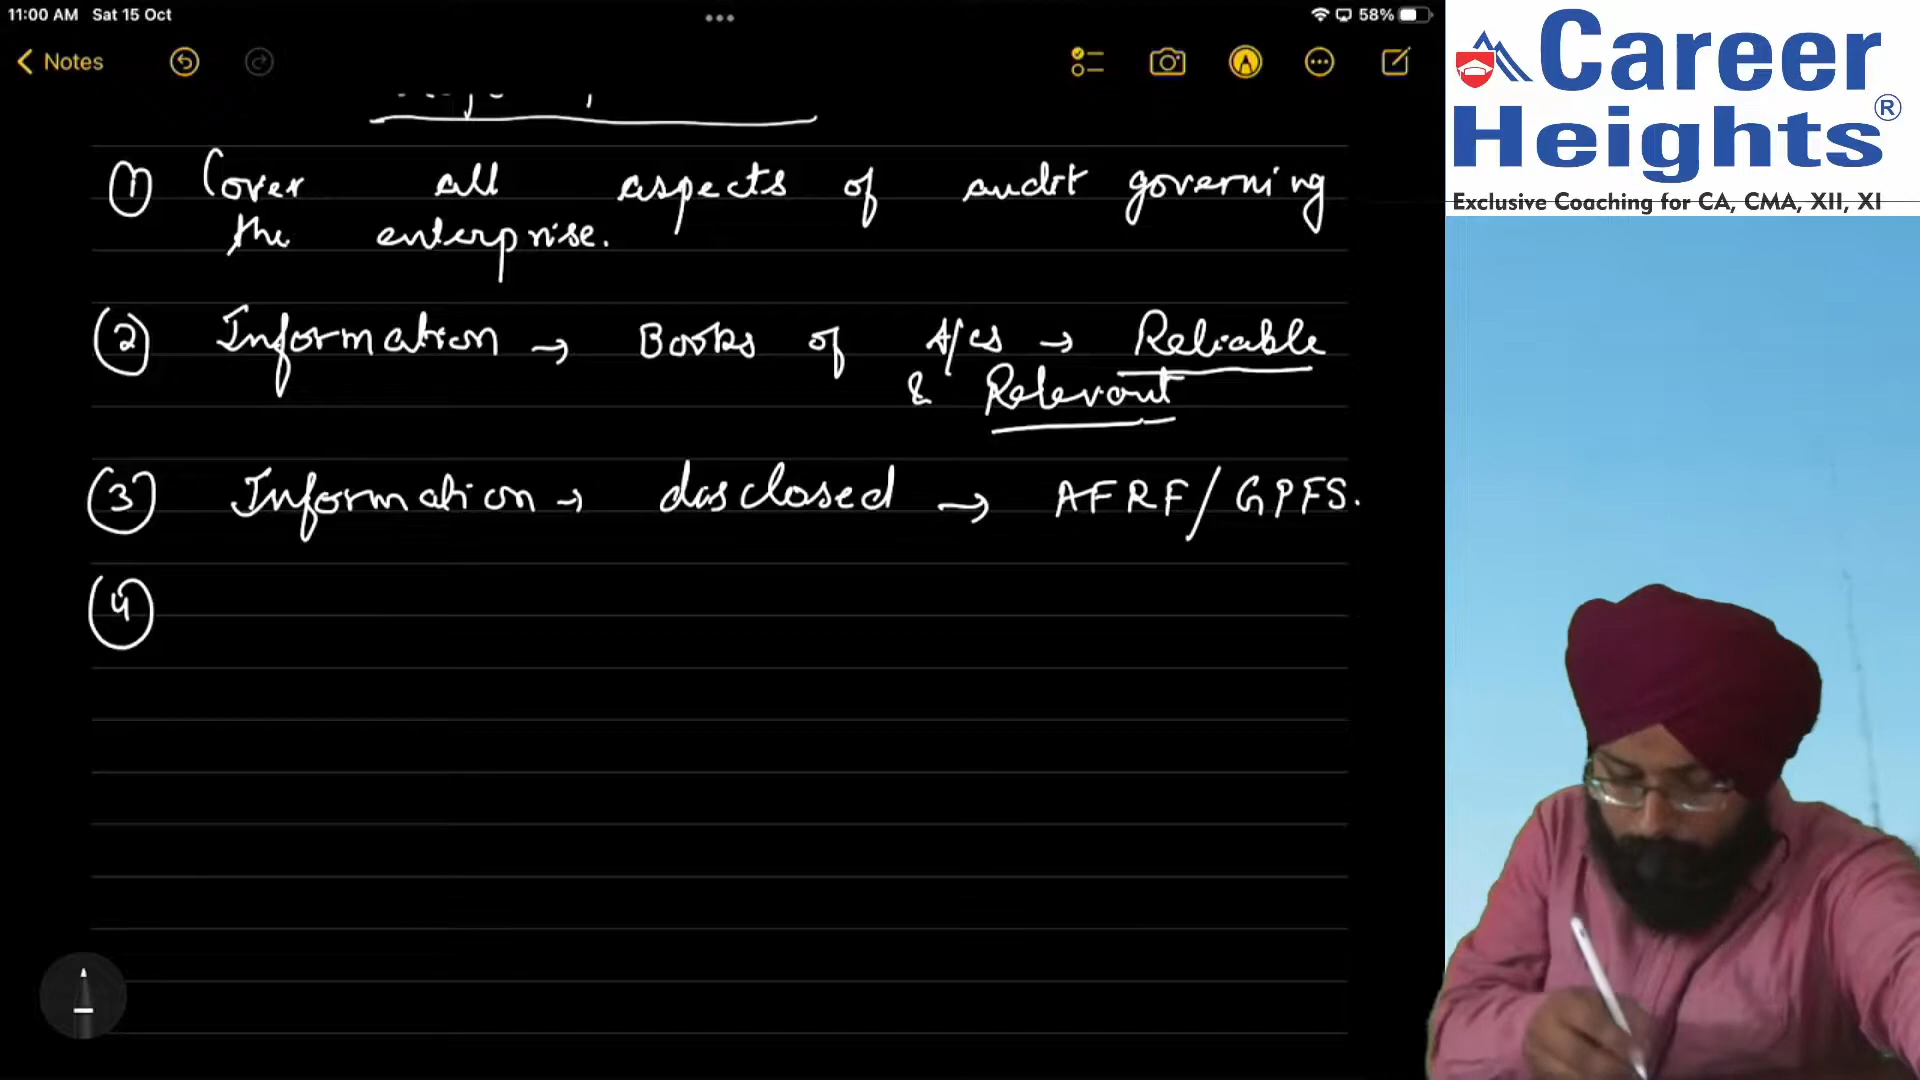 11:00 AM Sat 15 Oct
58%
Notes
① Cover all aspects of audit governing
the enterprise.
② Information → Books of A/cs → Reliable
& Relevant
③ Information → disclosed → AFRF/GPFS.
④
Career
Heights®
Exclusive Coaching for CA, CMA, XII, XI